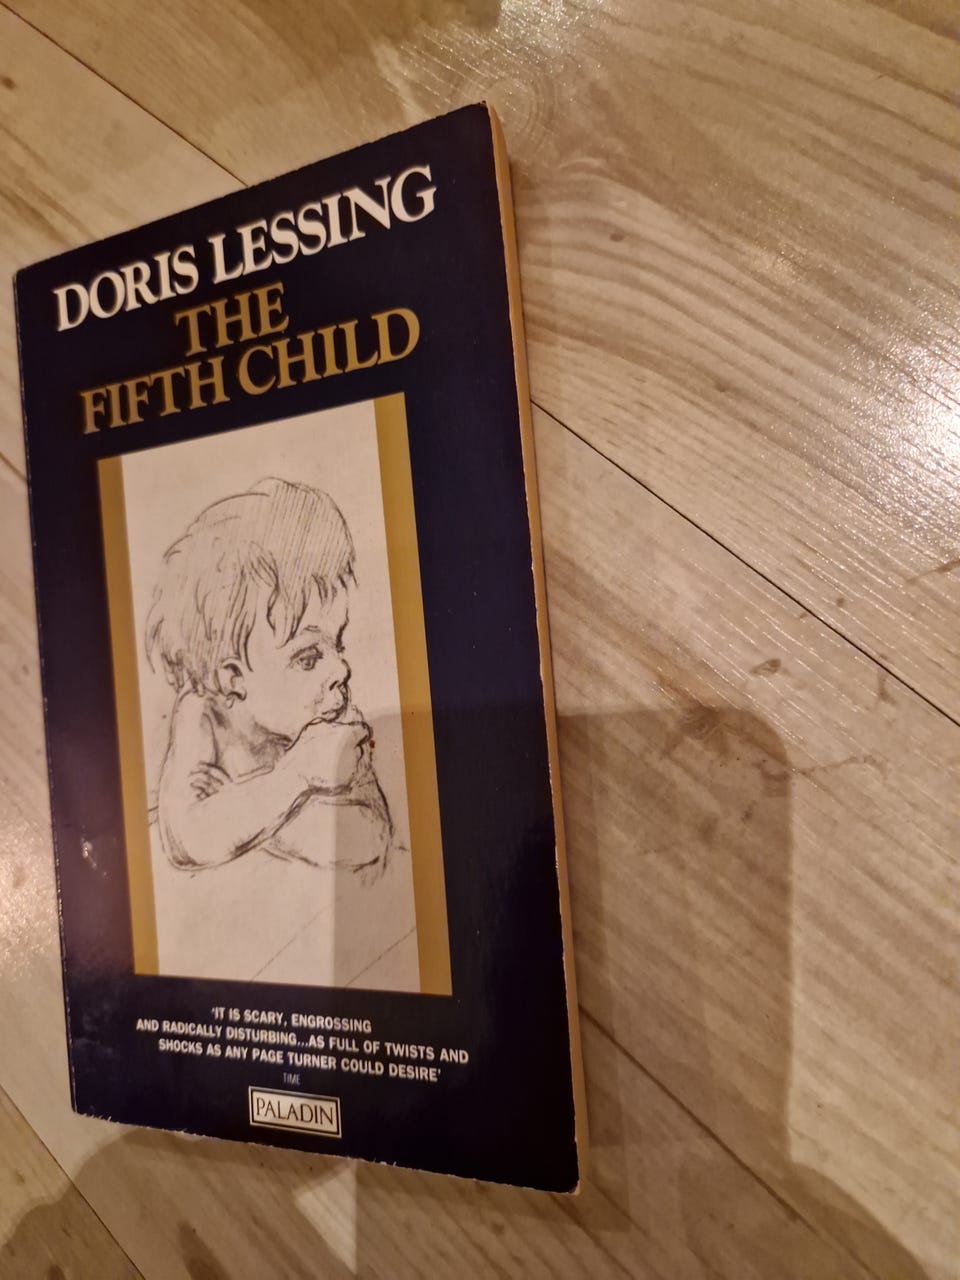 DORIS LESSING
THE
FIFTH CHILD
'IT IS SCARY, ENGROSSING
AND RADICALLY DISTURBING...AS FULL OF TWISTS AND
SHOCKS AS ANY PAGE TURNER COULD DESIRE'
TIME
PALADIN